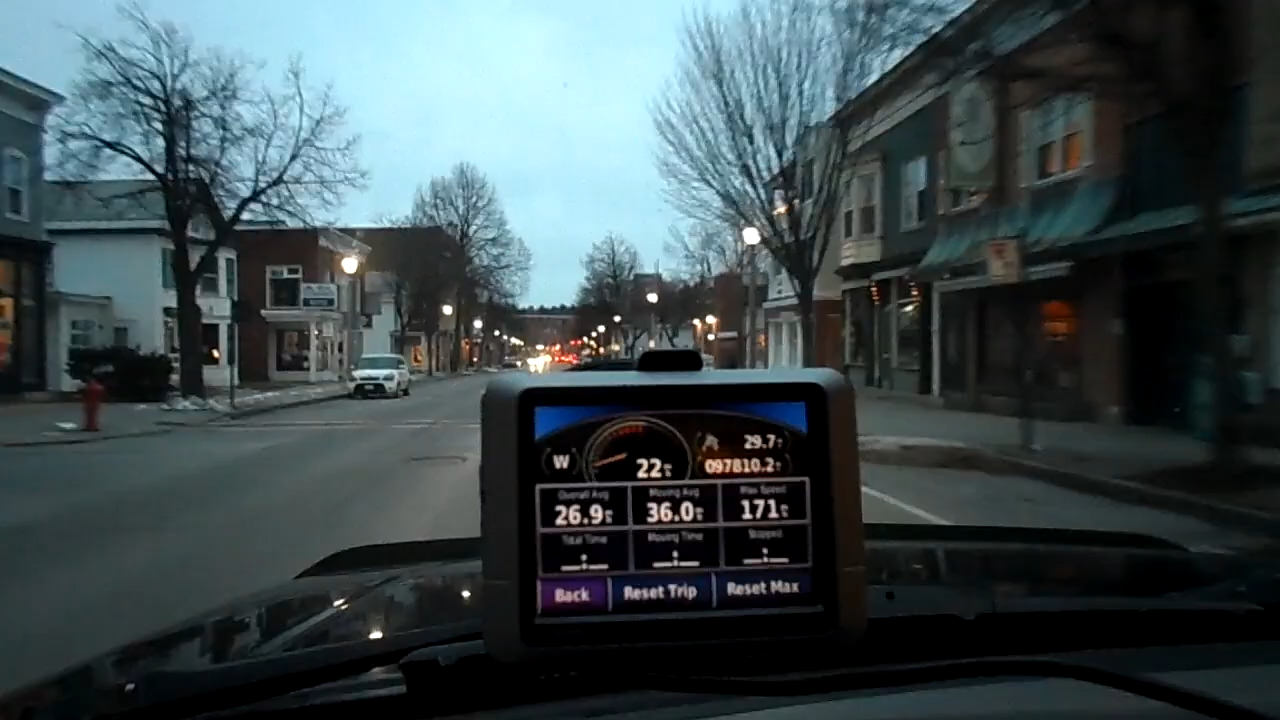 W
22
29.7
097810.2
Overall Avg Moving Avg Max Speed
26.9 36.0 171
Total Time Moving Time Stopped
Back Reset Trip Reset Max